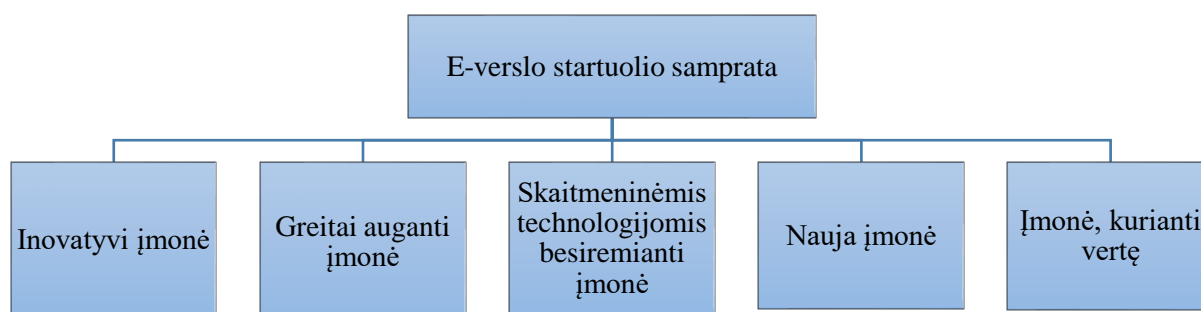 E-verslo startuolio samprata
Inovatyvi įmonė
Greitai auganti
įmonė
Skaitmeninėmis
technologijomis
besiremianti
įmonė
Nauja įmonė
Įmonė, kurianti
vertę